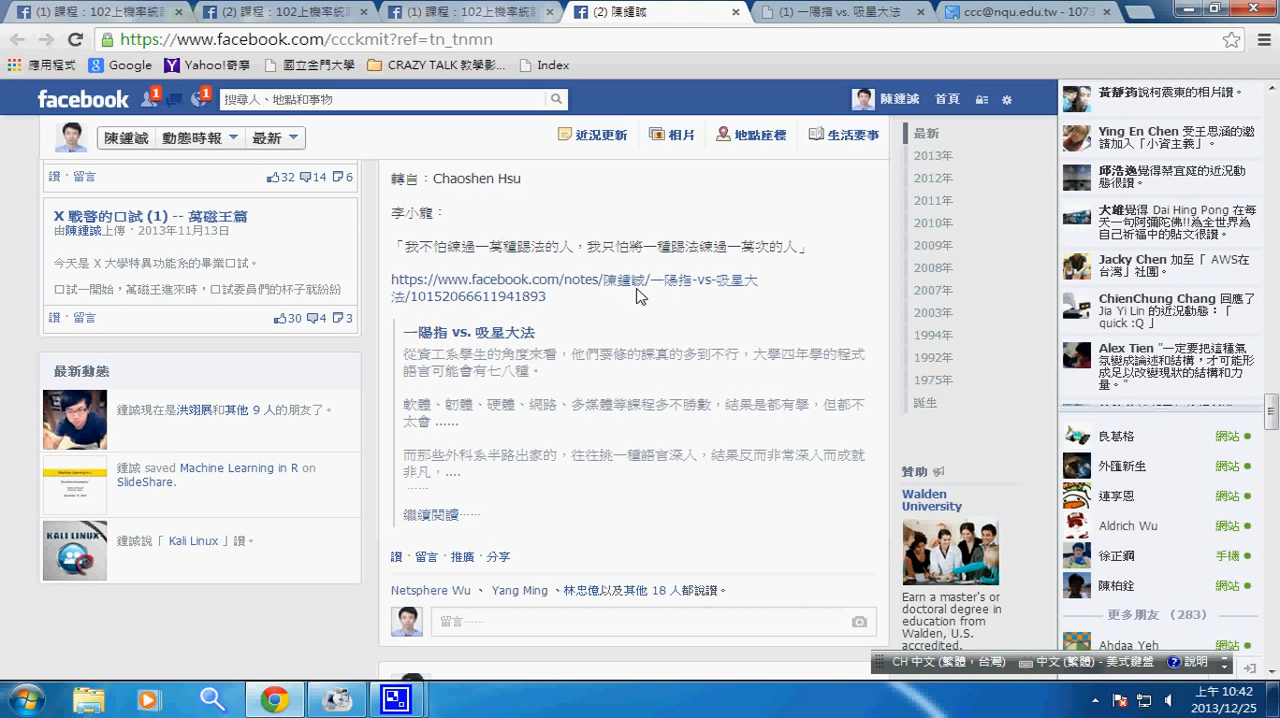 (1) 課程：102上機率統計
(2) 課程：102上機率統計
(1) 課程：102上機率統計
(2) 陳鍾誠
(1) 一陽指 vs. 吸星大法
ccc@nqu.edu.tw - 1073
https://www.facebook.com/ccckmit?ref=tn_tnmn
應用程式
Google
Yahoo!奇摩
國立金門大學
CRAZY TALK 教學影...
Index
facebook
1
1
搜尋人、地點和事物
陳鍾誠
首頁
陳鍾誠
動態時報
最新
近況更新
相片
地點座標
生活要事
讚 · 留言
32 14 6
X 戰警的口試 (1) -- 萬磁王篇
由陳鍾誠上傳 · 2013年11月13日
今天是 X 大學特異功能系的畢業口試。
口試一開始，萬磁王進來時，口試委員們的杯子就紛紛
讚 · 留言
30 4 3
最新動態
鍾誠現在是洪翊展和其他 9 人的朋友了。
鍾誠 saved Machine Learning in R on
SlideShare.
KALI LINUX
鍾誠說「 Kali Linux 」讚。
轉自：Chaoshen Hsu
李小龍：
「我不怕練過一萬種踢法的人，我只怕將一種踢法練過一萬次的人」
https://www.facebook.com/notes/陳鍾誠/一陽指-vs-吸星大
法/10152066611941893
一陽指 vs. 吸星大法
從資工系學生的角度來看，他們要修的課真的多到不行，大學四年學的程式
語言可能會有七八種。
軟體、韌體、硬體、網路、多媒體等課程多不勝數，結果是都有學，但都不
太會 ......
而那些外科系半路出家的，往往挑一種語言深入，結果反而非常深入而成就
非凡，....
......
繼續閱讀......
讚 · 留言 · 推廣 · 分享
Netsphere Wu 、 Yang Ming 、林忠億以及其他 18 人都說讚。
留言......
最新
2013年
2012年
2011年
2010年
2009年
2008年
2007年
2003年
1994年
1992年
1975年
誕生
贊助
Walden
University
Earn a master's or
doctoral degree in
education from
Walden, U.S.
accredited.
黃靜筠說柯震東的相片讚。
Ying En Chen 受王思涵的邀
請加入「小資主義」。
邱浩逸覺得蔡宜庭的近況動
態很讚。
大雄覺得 Dai Hing Pong 在每
天一句阿彌陀佛!!為全世界為
自己祈福中的貼文很讚。
Jacky Chen 加至「 AWS在
台灣」社團。
ChienChung Chang 回應了
Jia Yi Lin 的近況動態：「
quick :Q 」
Alex Tien "一定要把這種氣
氛變成論述和結構，才可能形
成足以改變現狀的結構和力
量。"
良葛格
網站
外匯新生
網站
連享恩
網站
Aldrich Wu
網站
徐正鋼
手機
陳柏銓
網站
更多朋友 (283)
Ahdaa Yeh
網站
CH 中文 (繁體，台灣)
中文 (繁體) - 美式鍵盤
說明
上午 10:42
2013/12/25